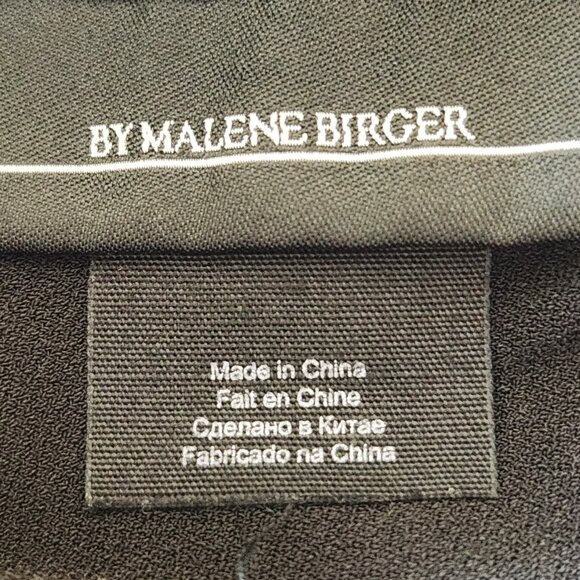 BY MALENE BIRGER
Made in China
Fait en Chine
Сделано в Китае
Fabricado na China